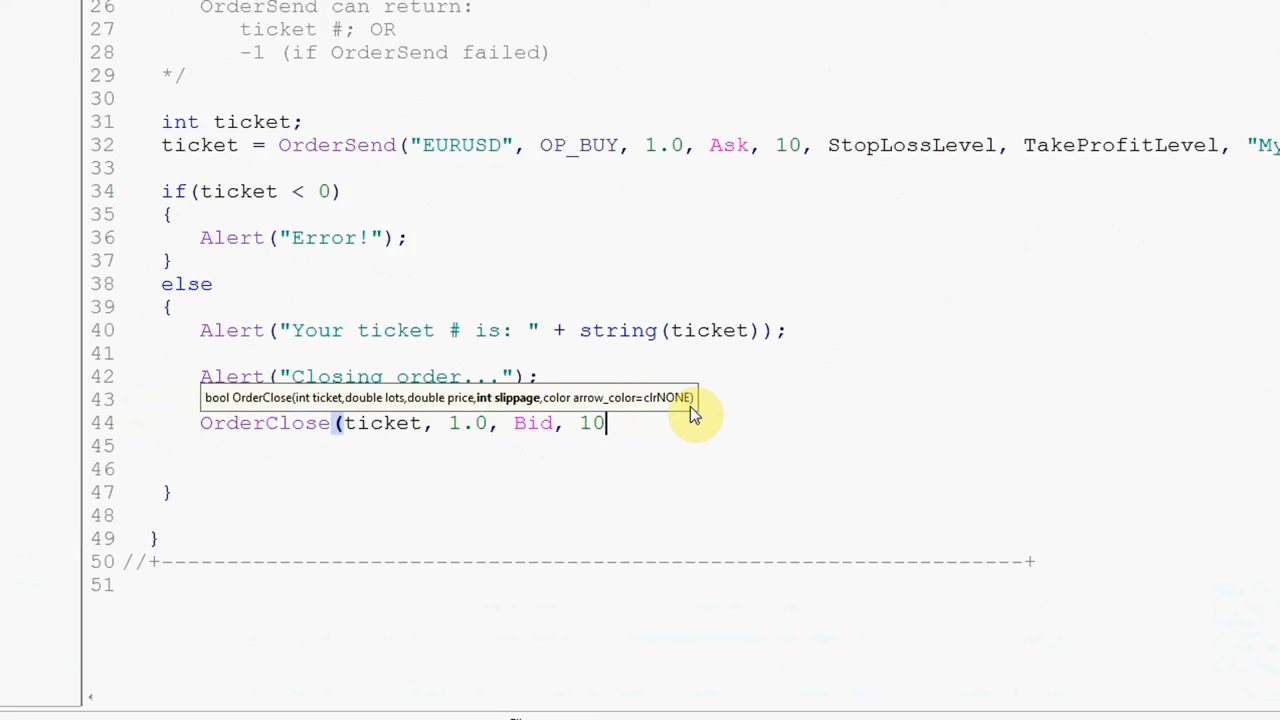 26 OrderSend can return:
27 ticket #; OR
28 -1 (if OrderSend failed)
29 */
30
31 int ticket;
32 ticket = OrderSend("EURUSD", OP_BUY, 1.0, Ask, 10, StopLossLevel, TakeProfitLevel, "My
33
34 if(ticket < 0)
35 {
36 Alert("Error!");
37 }
38 else
39 {
40 Alert("Your ticket # is: " + string(ticket));
41
42 Alert("Closing order...");
43 bool OrderClose(int ticket,double lots,double price,int slippage,color arrow_color=clrNONE)
44 OrderClose(ticket, 1.0, Bid, 10
45
46
47 }
48
49 }
50 //+------------------------------------------------------------------+
51